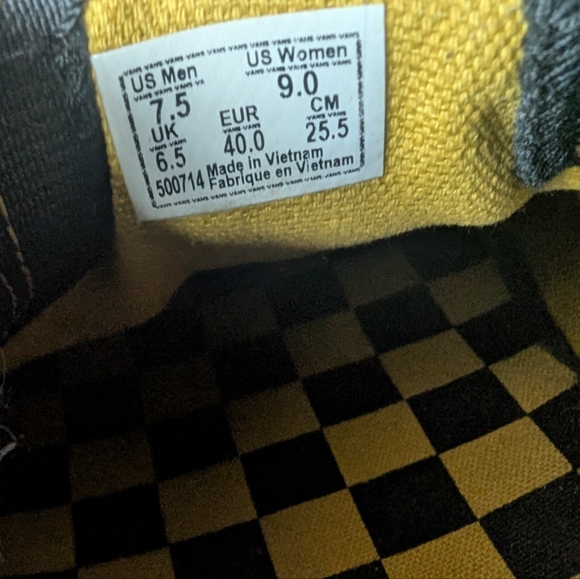 US Men US Women
7.5 9.0
UK EUR CM
6.5 40.0 25.5
Made in Vietnam
500714 Fabrique en Vietnam